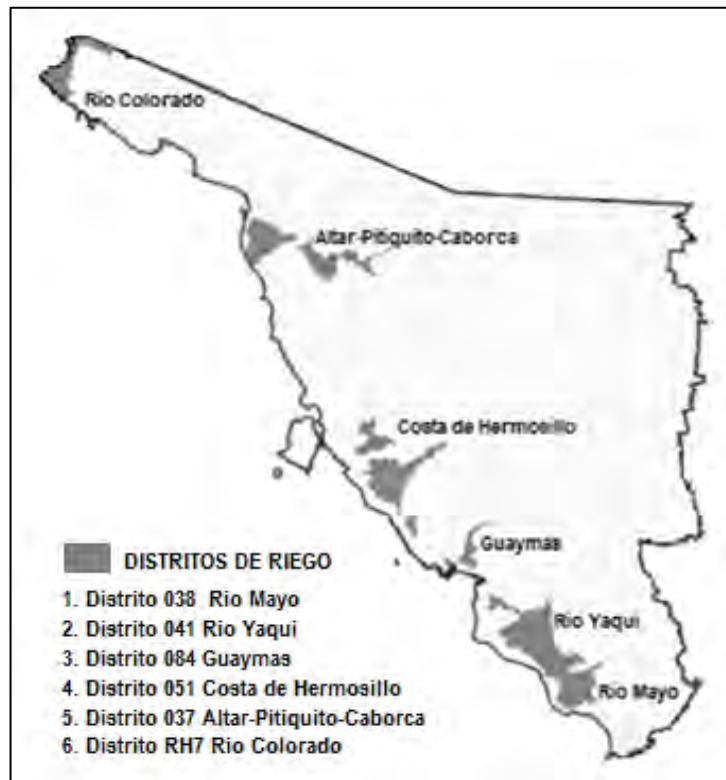 Rio Colorado
Altar-Pitiquito-Caborca
Costa de Hermosillo
Guaymas
Rio Yaqui
Rio Mayo
DISTRITOS DE RIEGO
1. Distrito 038 Rio Mayo
2. Distrito 041 Rio Yaqui
3. Distrito 084 Guaymas
4. Distrito 051 Costa de Hermosillo
5. Distrito 037 Altar-Pitiquito-Caborca
6. Distrito RH7 Rio Colorado